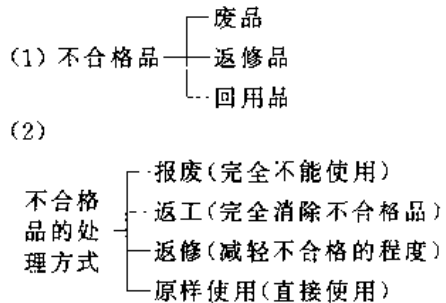 废品
(1) 不合格品
返修品
回用品
(2)
不合格品的处理方式
报废(完全不能使用)
返工(完全消除不合格品)
返修(减轻不合格的程度)
原样使用(直接使用)